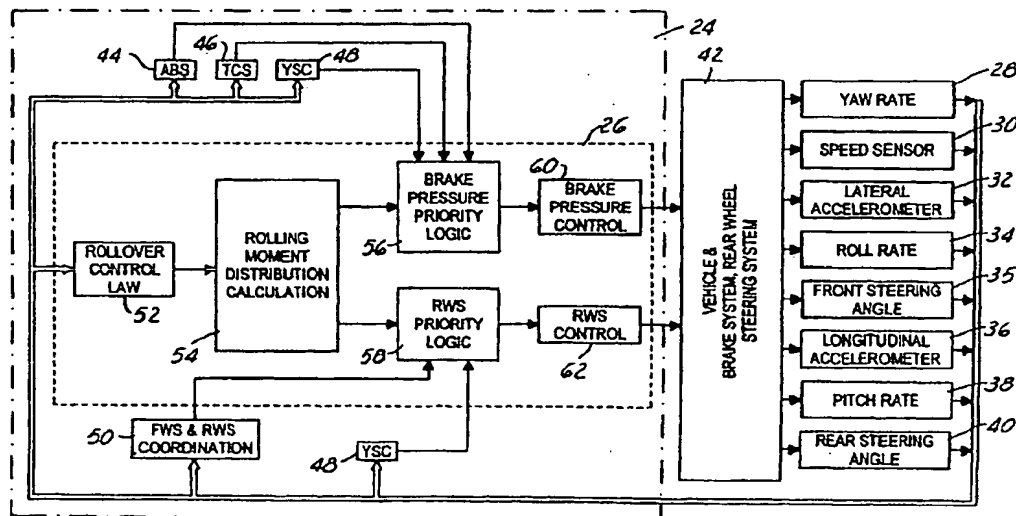 44
46
48
24
ABS
TCS
YSC
42
28
YAW RATE
26
30
SPEED SENSOR
60
BRAKE
PRESSURE
PRIORITY
LOGIC
56
BRAKE
PRESSURE
CONTROL
32
LATERAL
ACCELEROMETER
ROLLOVER
CONTROL
LAW
52
ROLLING
MOMENT
DISTRIBUTION
CALCULATION
54
VEHICLE &
BRAKE SYSTEM, REAR WHEEL
STEERING SYSTEM
34
ROLL RATE
35
FRONT STEERING
ANGLE
RWS
PRIORITY
LOGIC
58
RWS
CONTROL
62
36
LONGITUDINAL
ACCELEROMETER
38
PITCH RATE
50
FWS & RWS
COORDINATION
48
YSC
40
REAR STEERING
ANGLE